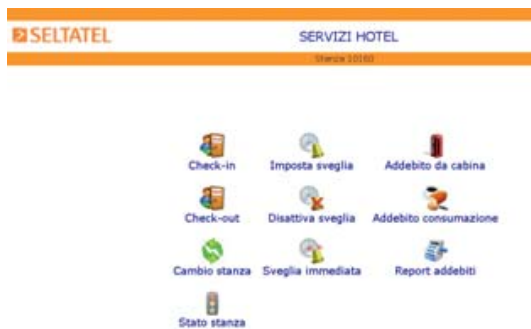 SELTATEL
SERVIZI HOTEL
Stanza 10160
Check-in Imposta sveglia Addebito da cabina
Check-out Disattiva sveglia Addebito consumazione
Cambio stanza Sveglia immediata Report addebiti
Stato stanza